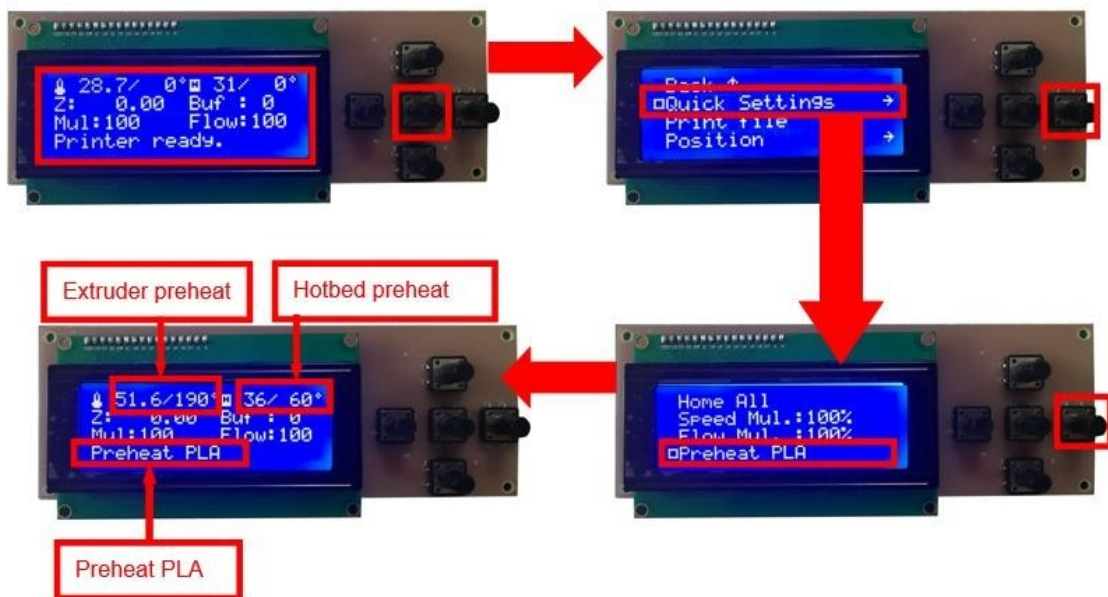 28.7/ 0° 31/ 0°
Z: 0.00 Buf : 0
Mul:100 Flow:100
Printer ready.
Back ↑
Quick Settings →
Print file
Position →
Extruder preheat
Hotbed preheat
51.6/190° 36/ 60°
Z: 0.00 Buf : 0
Mul:100 Flow:100
Preheat PLA
Home All
Speed Mul.:100%
Flow Mul. :100%
Preheat PLA
Preheat PLA